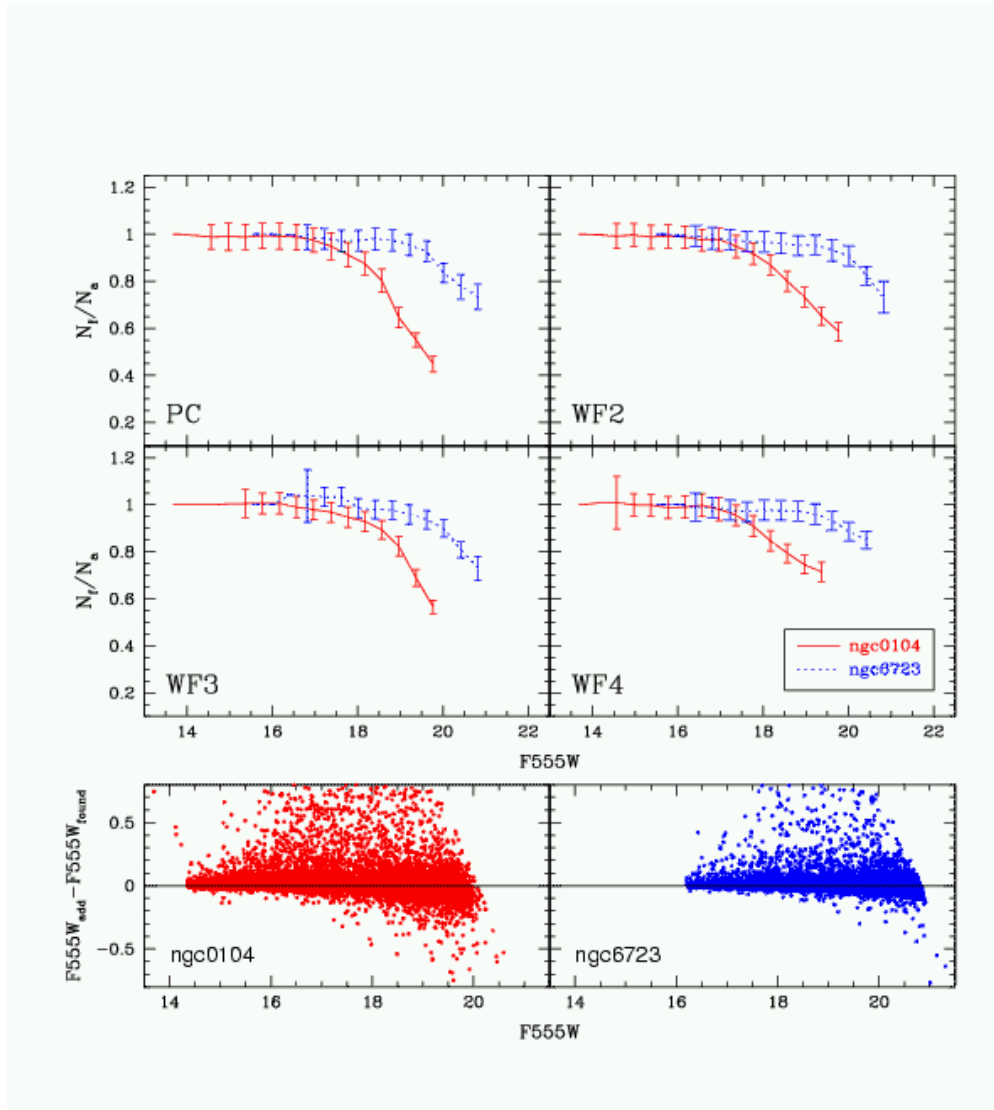 1.2
1
0.8
0.6
0.4
0.2
N_f/N_a
PC
WF2
1.2
1
0.8
0.6
0.4
0.2
N_f/N_a
WF3
WF4
ngc0104
ngc6723
14 16 18 20 22 14 16 18 20 22
F555W
0.5
0
−0.5
F555W_add−F555W_found
ngc0104
ngc6723
14 16 18 20 14 16 18 20
F555W